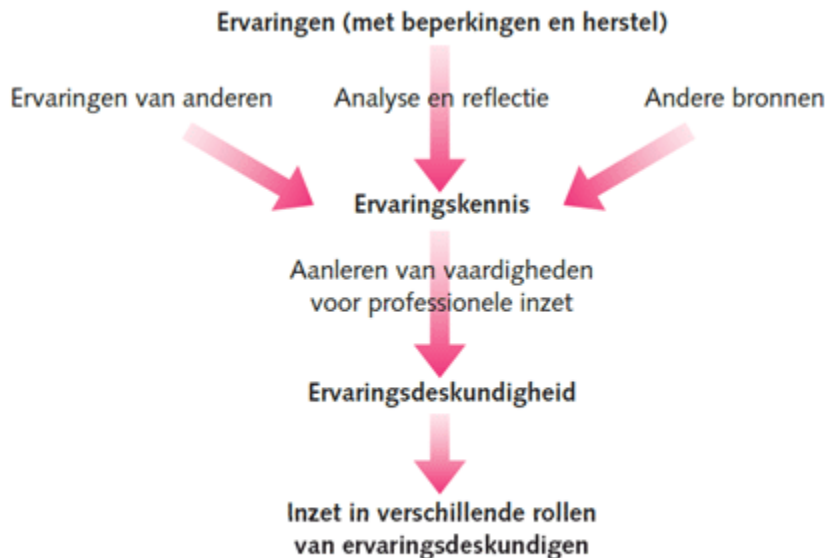 Ervaringen (met beperkingen en herstel)
Ervaringen van anderen
Analyse en reflectie
Andere bronnen
Ervaringskennis
Aanleren van vaardigheden
voor professionele inzet
Ervaringsdeskundigheid
Inzet in verschillende rollen
van ervaringsdeskundigen